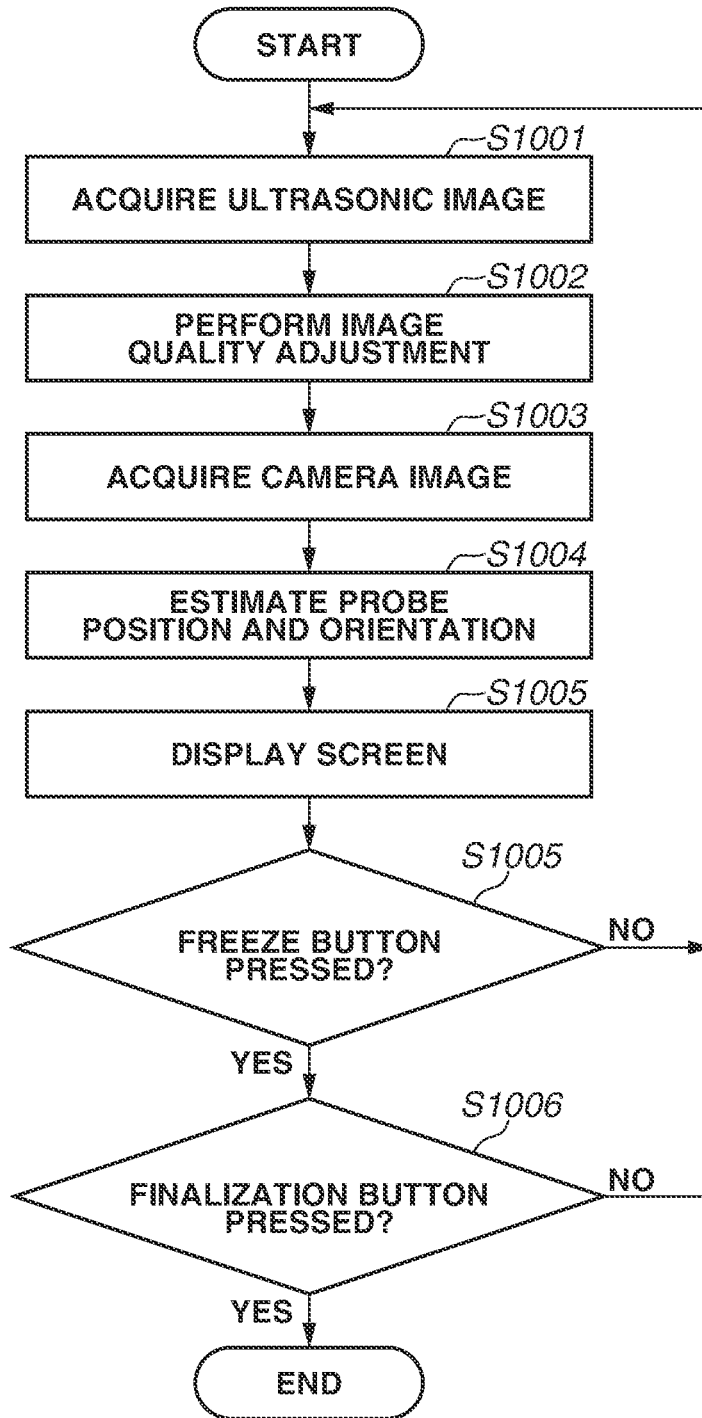 START
S1001
ACQUIRE ULTRASONIC IMAGE
S1002
PERFORM IMAGE
QUALITY ADJUSTMENT
S1003
ACQUIRE CAMERA IMAGE
S1004
ESTIMATE PROBE
POSITION AND ORIENTATION
S1005
DISPLAY SCREEN
S1005
FREEZE BUTTON
PRESSED?
NO
YES
S1006
FINALIZATION BUTTON
PRESSED?
NO
YES
END